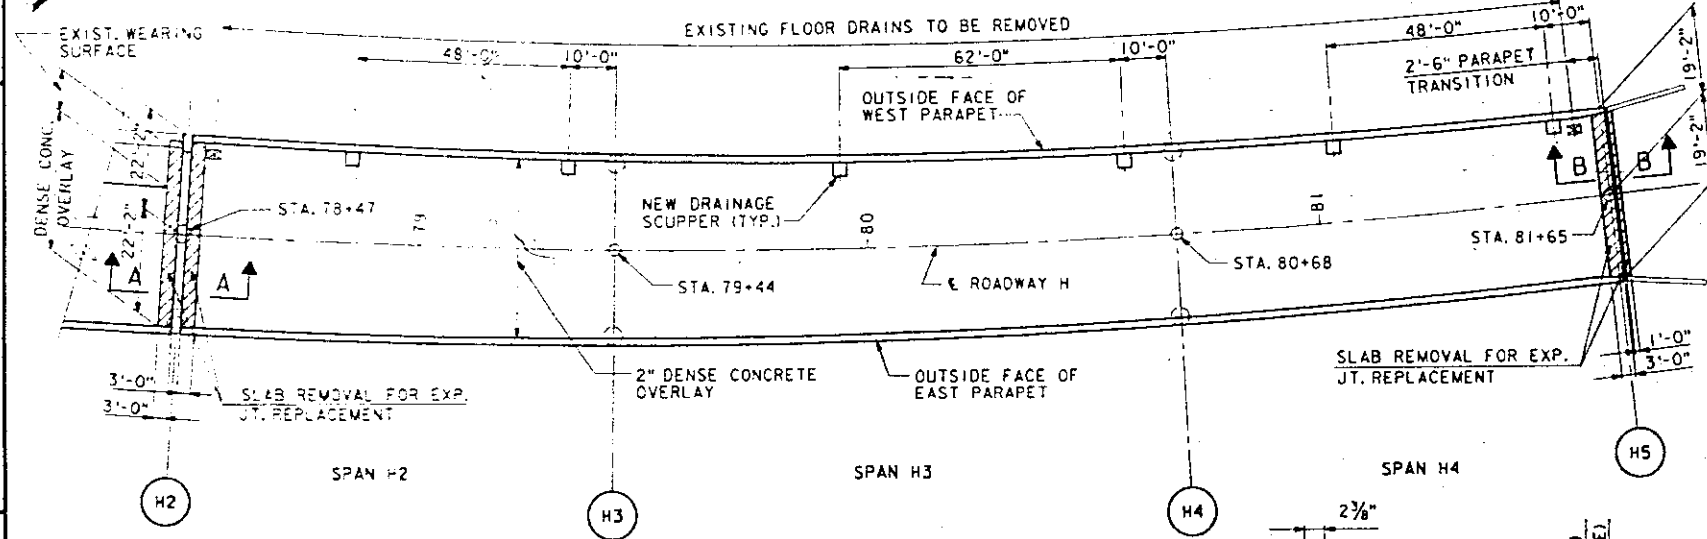 EXISTING FLOOR DRAINS TO BE REMOVED
EXIST. WEARING
SURFACE
48'-0"
10'-0"
62'-0"
10'-0"
48'-0"
10'-0"
2'-6" PARAPET
TRANSITION
19'-2"
19'-2"
OUTSIDE FACE OF
WEST PARAPET
DENSE CONC.
OVERLAY
22'-2"
22'-2"
STA. 78+47
79
NEW DRAINAGE
SCUPPER (TYP.)
80
81
B
B
STA. 81+65
A
A
STA. 79+44
℄ ROADWAY H
STA. 80+68
3'-0"
3'-0"
SLAB REMOVAL FOR EXP.
JT. REPLACEMENT
2" DENSE CONCRETE
OVERLAY
OUTSIDE FACE OF
EAST PARAPET
SLAB REMOVAL FOR EXP.
JT. REPLACEMENT
1'-0"
3'-0"
SPAN H2
SPAN H3
SPAN H4
H2
H3
H4
H5
2⅜"